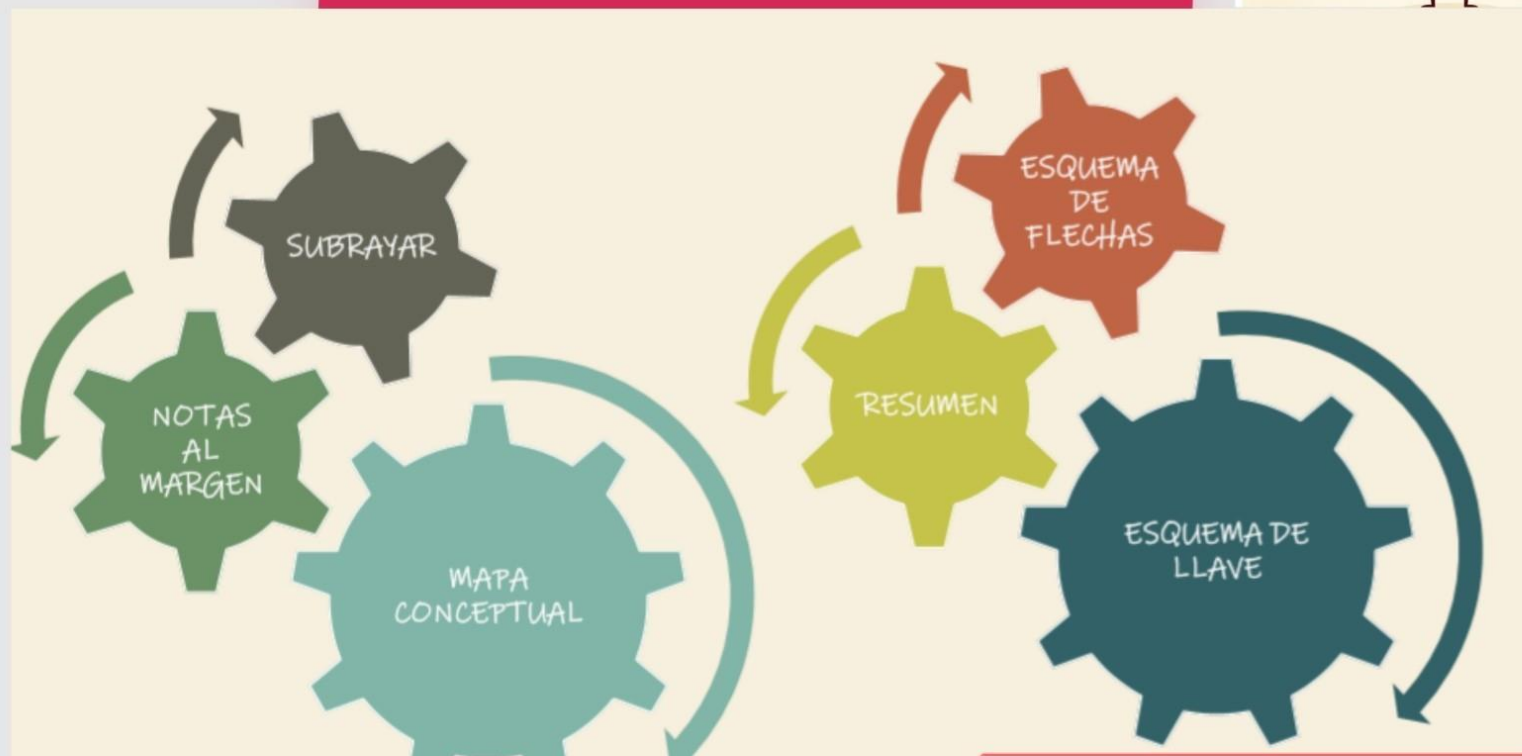 SUBRAYAR
NOTAS
AL
MARGEN
MAPA
CONCEPTUAL
ESQUEMA
DE
FLECHAS
RESUMEN
ESQUEMA DE
LLAVE